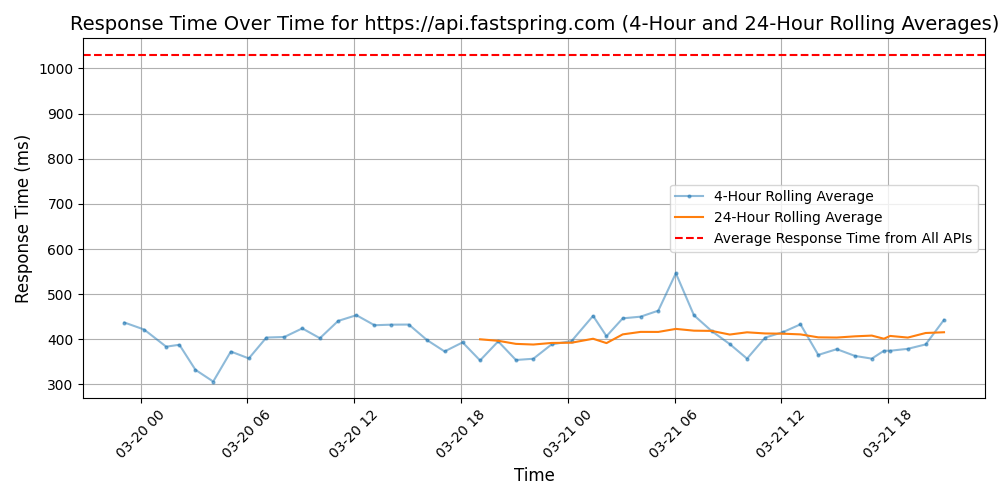 Response Time Over Time for https://api.fastspring.com (4-Hour and 24-Hour Rolling Averages)
Response Time (ms)
1000
900
800
700
600
500
400
300
4-Hour Rolling Average
24-Hour Rolling Average
Average Response Time from All APIs
03-20 00
03-20 06
03-20 12
03-20 18
03-21 00
03-21 06
03-21 12
03-21 18
Time